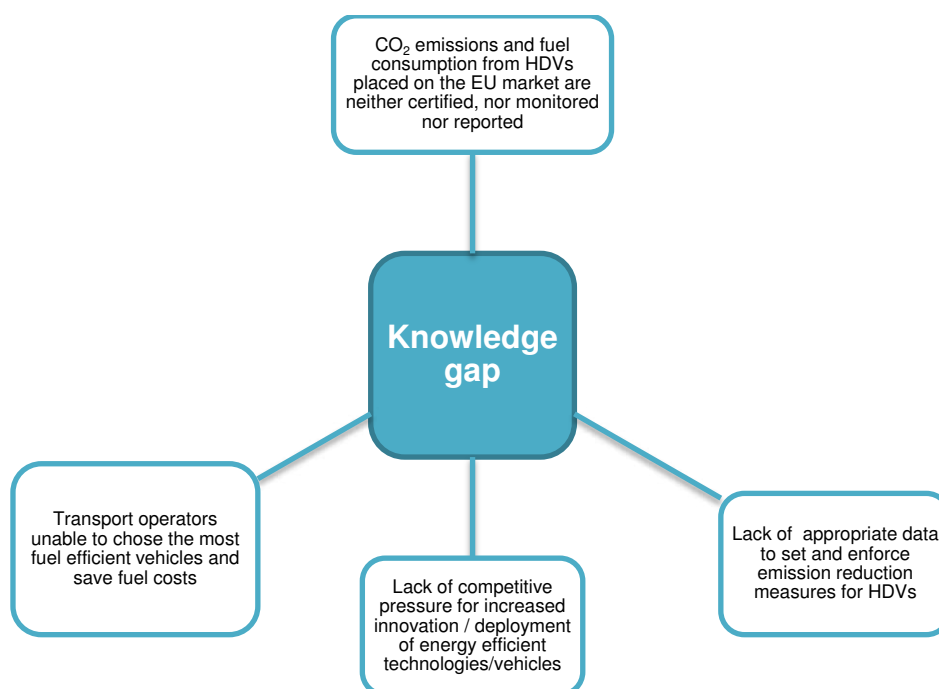 CO₂ emissions and fuel
consumption from HDVs
placed on the EU market are
neither certified, nor monitored
nor reported
Knowledge
gap
Transport operators
unable to chose the most
fuel efficient vehicles and
save fuel costs
Lack of competitive
pressure for increased
innovation / deployment
of energy efficient
technologies/vehicles
Lack of appropriate data
to set and enforce
emission reduction
measures for HDVs